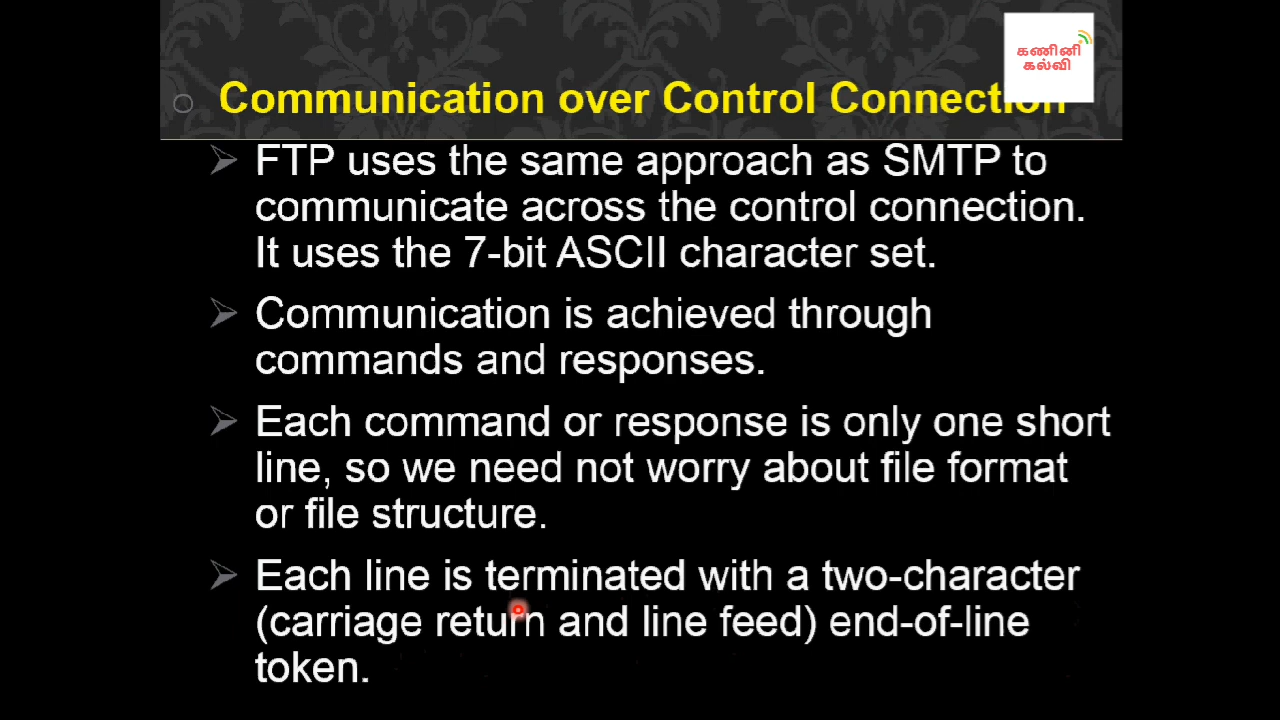 கணினி
கல்வி
Communication over Control Connection
FTP uses the same approach as SMTP to
communicate across the control connection.
It uses the 7-bit ASCII character set.
Communication is achieved through
commands and responses.
Each command or response is only one short
line, so we need not worry about file format
or file structure.
Each line is terminated with a two-character
(carriage return and line feed) end-of-line
token.